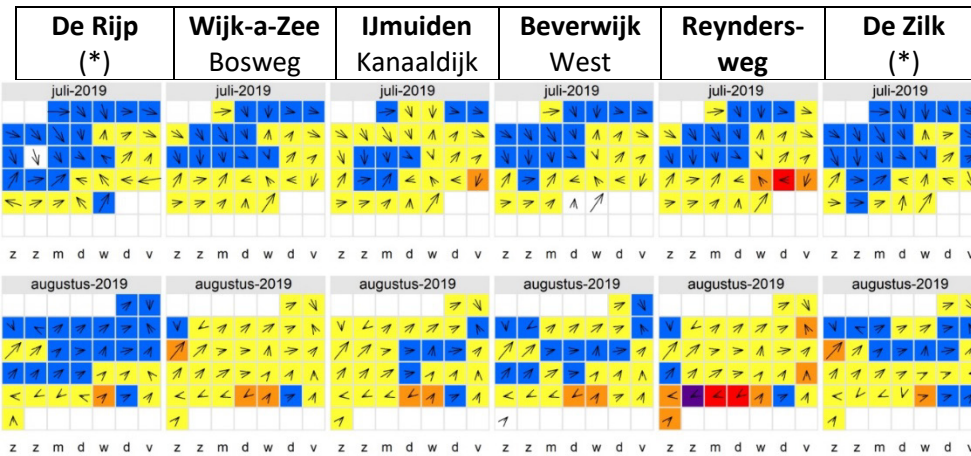 De Rijp Wijk-a-Zee IJmuiden Beverwijk Reynders- De Zilk
(*) Bosweg Kanaaldijk West weg (*)
juli-2019 juli-2019 juli-2019 juli-2019 juli-2019 juli-2019
z z m d w d v z z m d w d v z z m d w d v z z m d w d v z z m d w d v z z m d w d v
augustus-2019 augustus-2019 augustus-2019 augustus-2019 augustus-2019 augustus-2019
z z m d w d v z z m d w d v z z m d w d v z z m d w d v z z m d w d v z z m d w d v